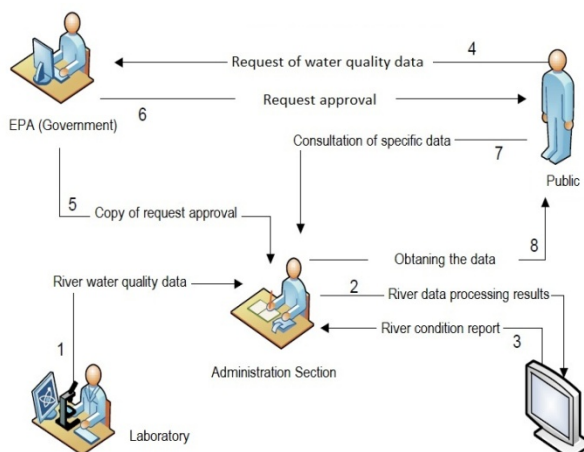 Request of water quality data
4
6
Request approval
EPA (Government)
Consultation of specific data
7
Public
5
Copy of request approval
Obtaning the data
8
River water quality data
2
River data processing results
River condition report
3
1
Administration Section
Laboratory